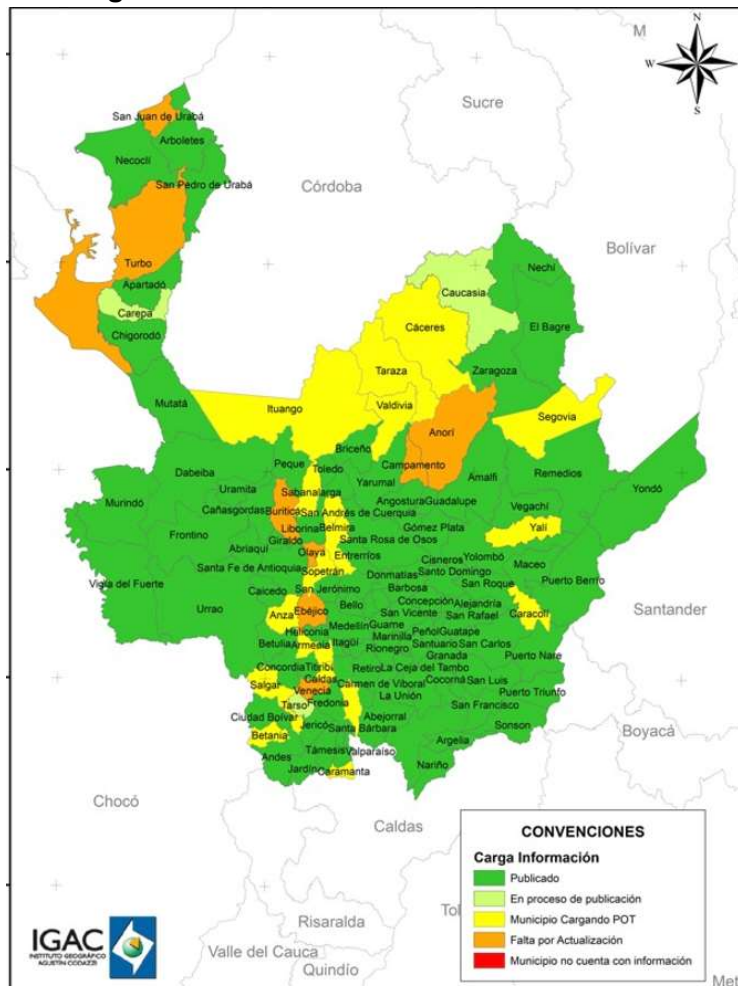 N
M
W
S
San Juan de Urabá
Sucre
Arboletes
Necoclí
San Pedro de Urabá
Córdoba
Bolívar
Turbo
Nechí
Apartadó
Caucasia
Carepa
Cáceres
El Bagre
Chigorodó
Taraza
Zaragoza
Mutatá
Ituango
Valdivia
Segovia
Anorí
Briceño
Peque
Toledo
Campamento
Dabeiba
Yarumal
Amalfi
Remedios
Uramita
Sabanalarga
Yondó
Murindó
Buriticá
San Andrés de Cuerquia
Angostura
Guadalupe
Vegachí
Cañasgordas
Liborina
Belmira
Gómez Plata
Frontino
Giraldo
Santa Rosa de Osos
Yalí
Abriaquí
Olaya
Entrerríos
Cisneros
Yolombó
Maceo
Santa Fe de Antioquia
Sopetrán
Donmatías
Santo Domingo
Vigía del Fuerte
San Roque
Puerto Berrío
Caicedo
San Jerónimo
Barbosa
Urrao
Anza
Ebéjico
Bello
Concepción
Alejandría
Caracolí
Santander
Medellín
Guarne
San Vicente
San Rafael
Heliconia
Marinilla
Peñol
Guatape
Betulia
Armenia
Itagüí
Rionegro
Santuario
San Carlos
Granada
Puerto Nare
Concordia
Titiribí
Retiro
La Ceja del Tambo
Salgar
Caldas
Carmen de Viboral
Cocorná
San Luis
Venecia
La Unión
Puerto Triunfo
Tarso
Fredonia
San Francisco
Ciudad Bolívar
Abejorral
Sonson
Jericó
Santa Bárbara
Betania
Argelia
Boyacá
Andes
Támesis
Valparaíso
Nariño
Jardín
Caramanta
Chocó
Caldas
CONVENCIONES
Carga Información
Publicado
En proceso de publicación
Municipio Cargando POT
Falta por Actualización
Municipio no cuenta con información
Risaralda
Tol
IGAC
INSTITUTO GEOGRÁFICO
AGUSTÍN CODAZZI
Valle del Cauca
Quindío
Met